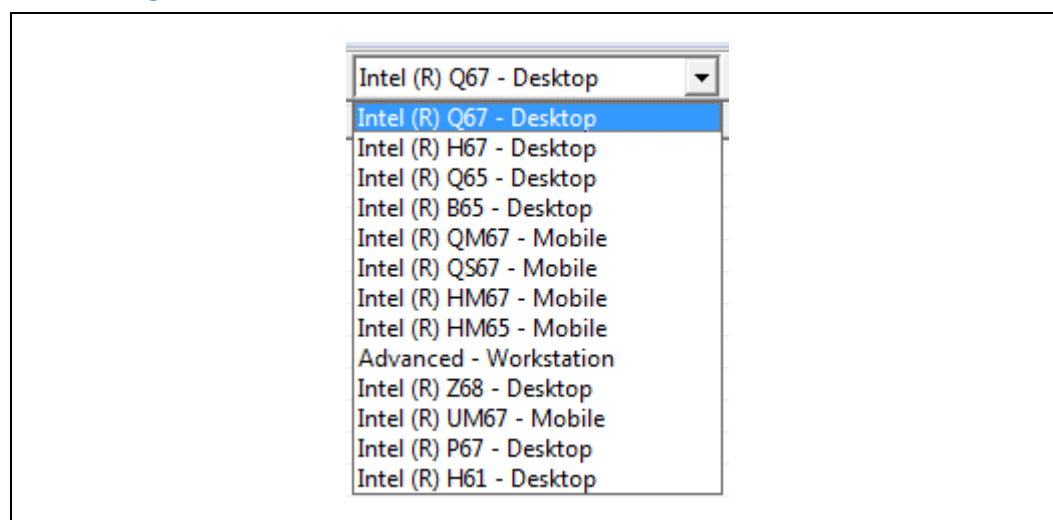 Intel (R) Q67 - Desktop
Intel (R) Q67 - Desktop
Intel (R) H67 - Desktop
Intel (R) Q65 - Desktop
Intel (R) B65 - Desktop
Intel (R) QM67 - Mobile
Intel (R) QS67 - Mobile
Intel (R) HM67 - Mobile
Intel (R) HM65 - Mobile
Advanced - Workstation
Intel (R) Z68 - Desktop
Intel (R) UM67 - Mobile
Intel (R) P67 - Desktop
Intel (R) H61 - Desktop